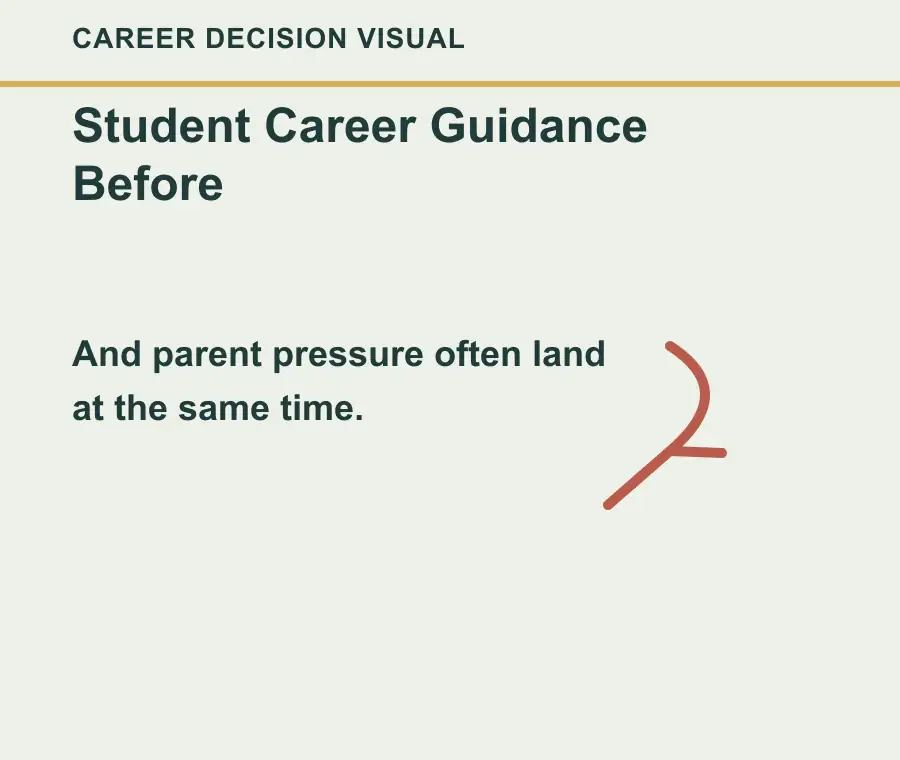 CAREER DECISION VISUAL
Student Career Guidance
Before
And parent pressure often land
at the same time.